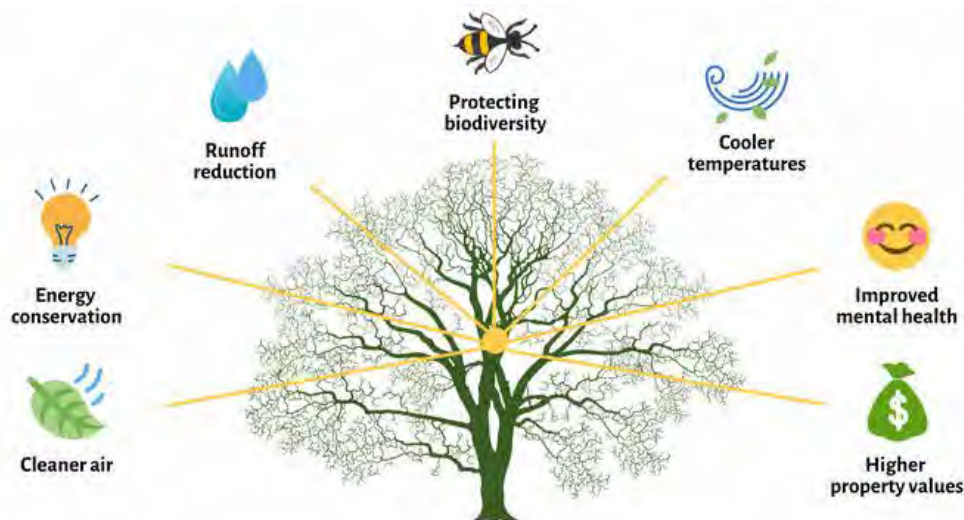 Protecting
biodiversity
Runoff
reduction
Cooler
temperatures
Energy
conservation
Improved
mental health
Cleaner air
$
Higher
property values